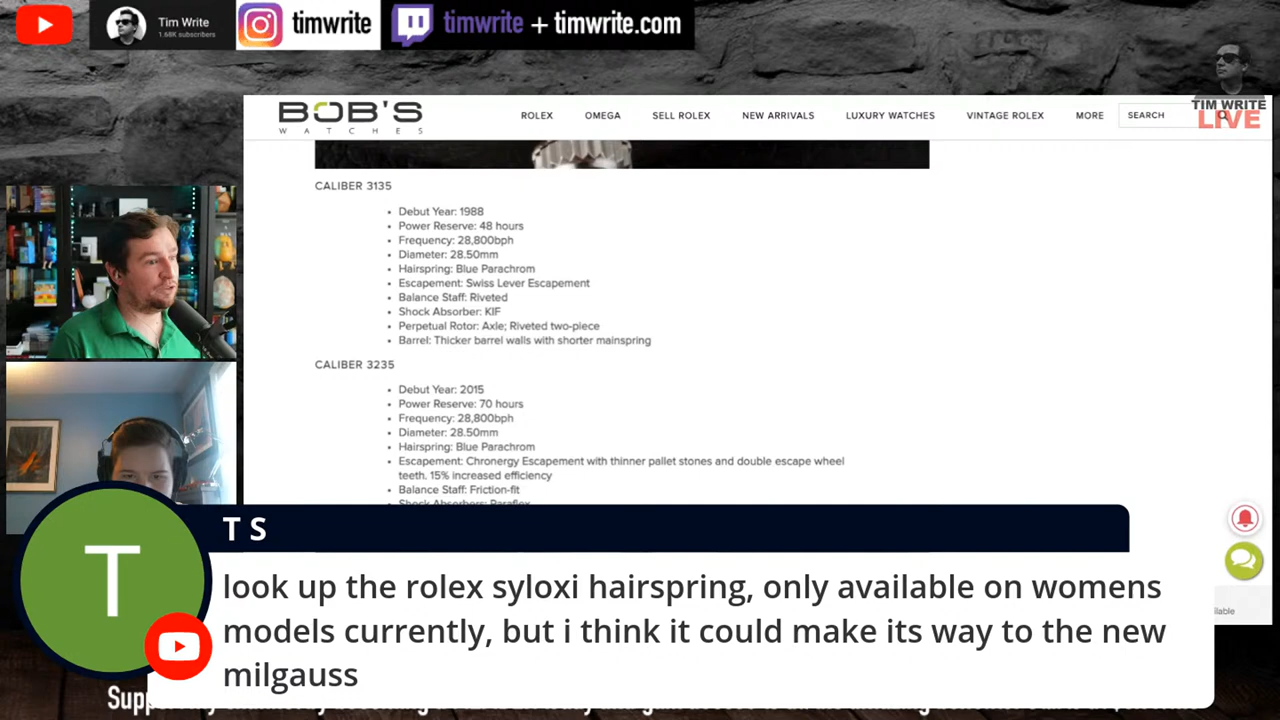 Tim Write
1.68K subscribers
timwrite
timwrite + timwrite.com
BOB'S
WATCHES
ROLEX
OMEGA
SELL ROLEX
NEW ARRIVALS
LUXURY WATCHES
VINTAGE ROLEX
MORE
SEARCH
TIM WRITE
LIVE
CALIBER 3135
• Debut Year: 1988
• Power Reserve: 48 hours
• Frequency: 28,800bph
• Diameter: 28.50mm
• Hairspring: Blue Parachrom
• Escapement: Swiss Lever Escapement
• Balance Staff: Riveted
• Shock Absorber: KIF
• Perpetual Rotor: Axle; Riveted two-piece
• Barrel: Thicker barrel walls with shorter mainspring
CALIBER 3235
• Debut Year: 2015
• Power Reserve: 70 hours
• Frequency: 28,800bph
• Diameter: 28.50mm
• Hairspring: Blue Parachrom
• Escapement: Chronergy Escapement with thinner pallet stones and double escape wheel
teeth. 15% increased efficiency
• Balance Staff: Friction-fit
• Shock Absorbers: Paraflex
T S
T
look up the rolex syloxi hairspring, only available on womens
models currently, but i think it could make its way to the new
milgauss